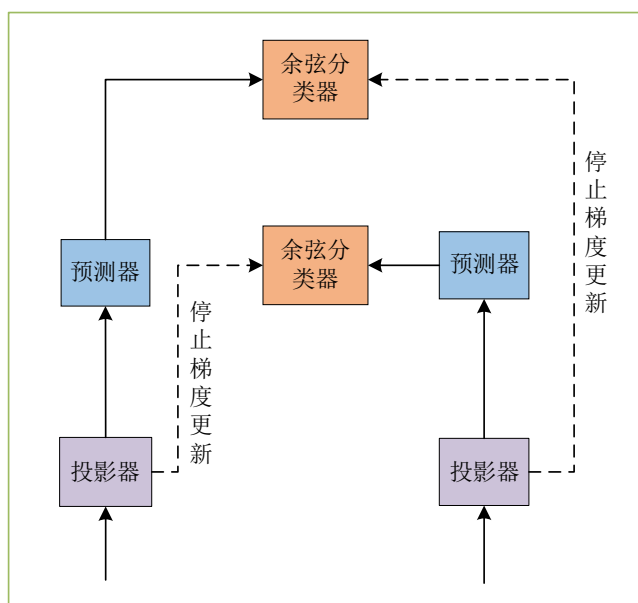 余弦分
类器
停止梯度更新
预测器
余弦分
类器
预测器
停止梯度更新
投影器
投影器